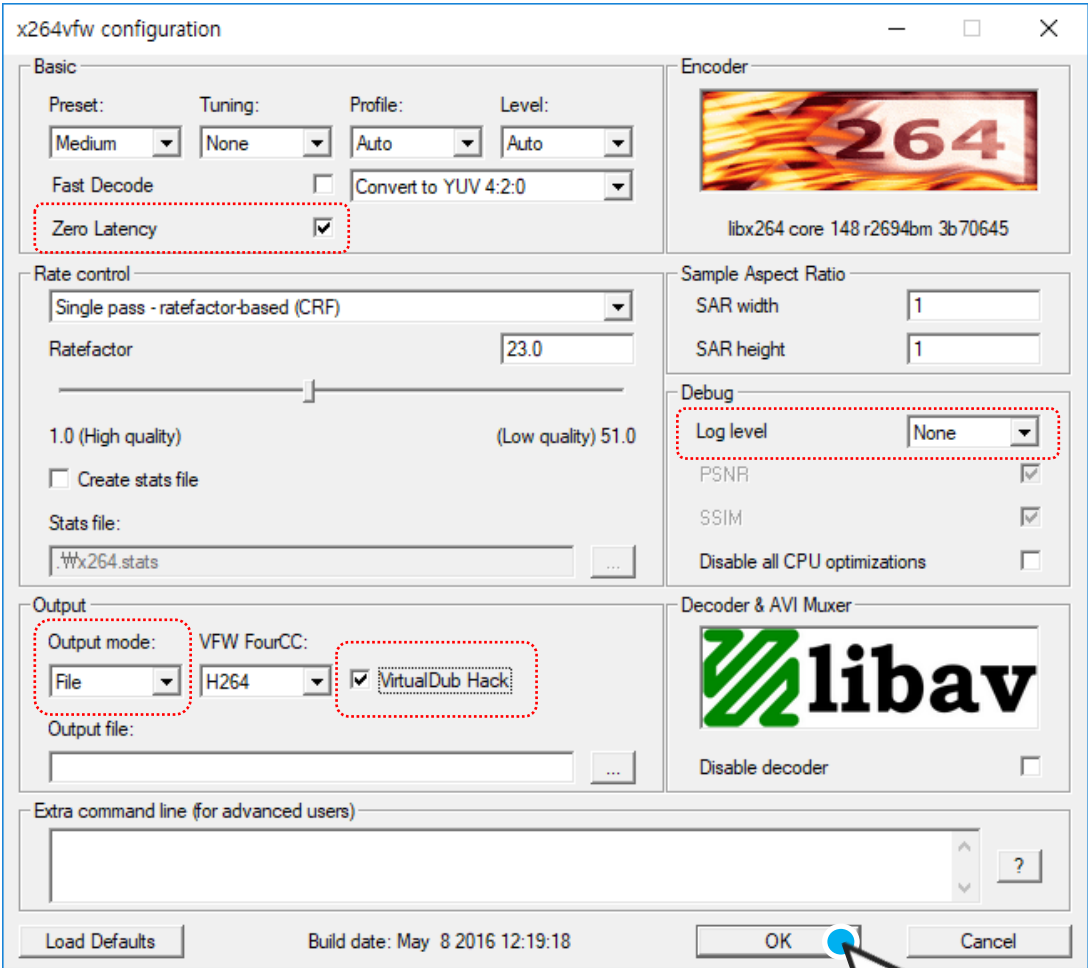 x264vfw configuration
Basic
Preset: Tuning: Profile: Level:
Medium None Auto Auto
Fast Decode
Convert to YUV 4:2:0
Zero Latency
Encoder
264
libx264 core 148 r2694bm 3b70645
Rate control
Single pass - ratefactor-based (CRF)
Ratefactor 23.0
1.0 (High quality) (Low quality) 51.0
Create stats file
Stats file:
.₩x264.stats
...
Sample Aspect Ratio
SAR width 1
SAR height 1
Debug
Log level None
PSNR
SSIM
Disable all CPU optimizations
Output
Output mode: VFW FourCC:
File H264 VirtualDub Hack
Output file:
...
Decoder & AVI Muxer
libav
Disable decoder
Extra command line (for advanced users)
?
Load Defaults Build date: May 8 2016 12:19:18 OK Cancel